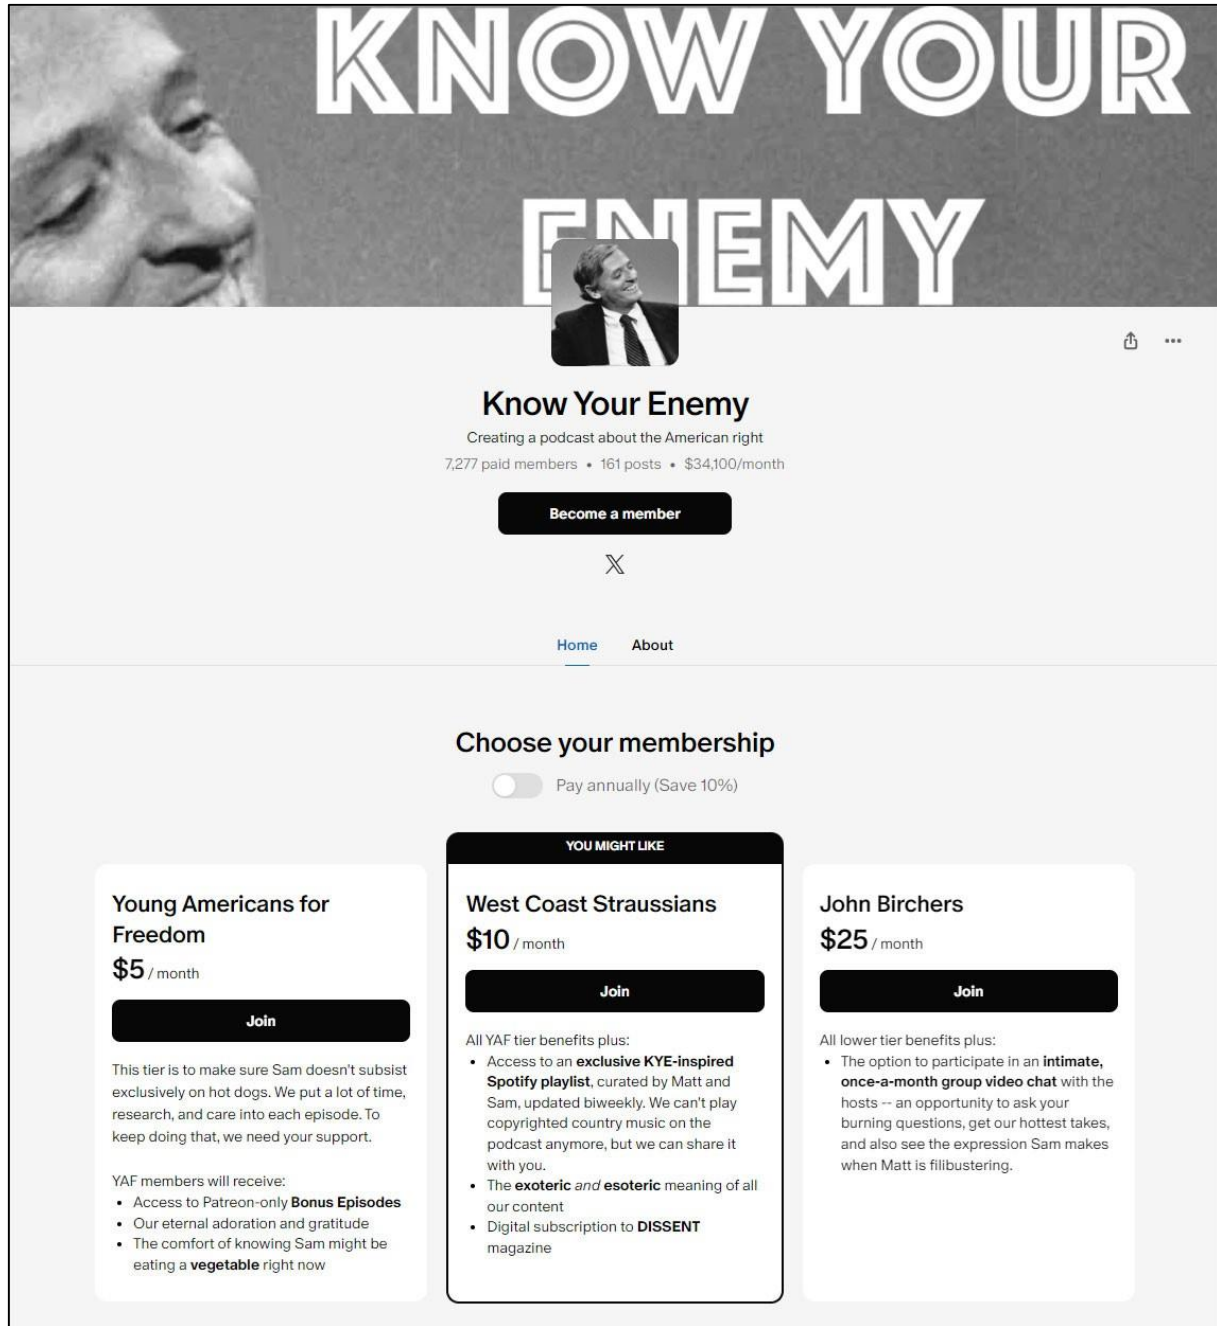 KNOW YOUR
ENEMY
Know Your Enemy
Creating a podcast about the American right
7,277 paid members • 161 posts • $34,100/month
Become a member
Home About
Choose your membership
Pay annually (Save 10%)
Young Americans for
Freedom
$5 / month
Join
This tier is to make sure Sam doesn't subsist
exclusively on hot dogs. We put a lot of time,
research, and care into each episode. To
keep doing that, we need your support.
YAF members will receive:
• Access to Patreon-only Bonus Episodes
• Our eternal adoration and gratitude
• The comfort of knowing Sam might be
eating a vegetable right now
YOU MIGHT LIKE
West Coast Straussians
$10 / month
Join
All YAF tier benefits plus:
• Access to an exclusive KYE-inspired
Spotify playlist, curated by Matt and
Sam, updated biweekly. We can't play
copyrighted country music on the
podcast anymore, but we can share it
with you.
• The exoteric and esoteric meaning of all
our content
• Digital subscription to DISSENT
magazine
John Birchers
$25 / month
Join
All lower tier benefits plus:
• The option to participate in an intimate,
once-a-month group video chat with the
hosts -- an opportunity to ask your
burning questions, get our hottest takes,
and also see the expression Sam makes
when Matt is filibustering.